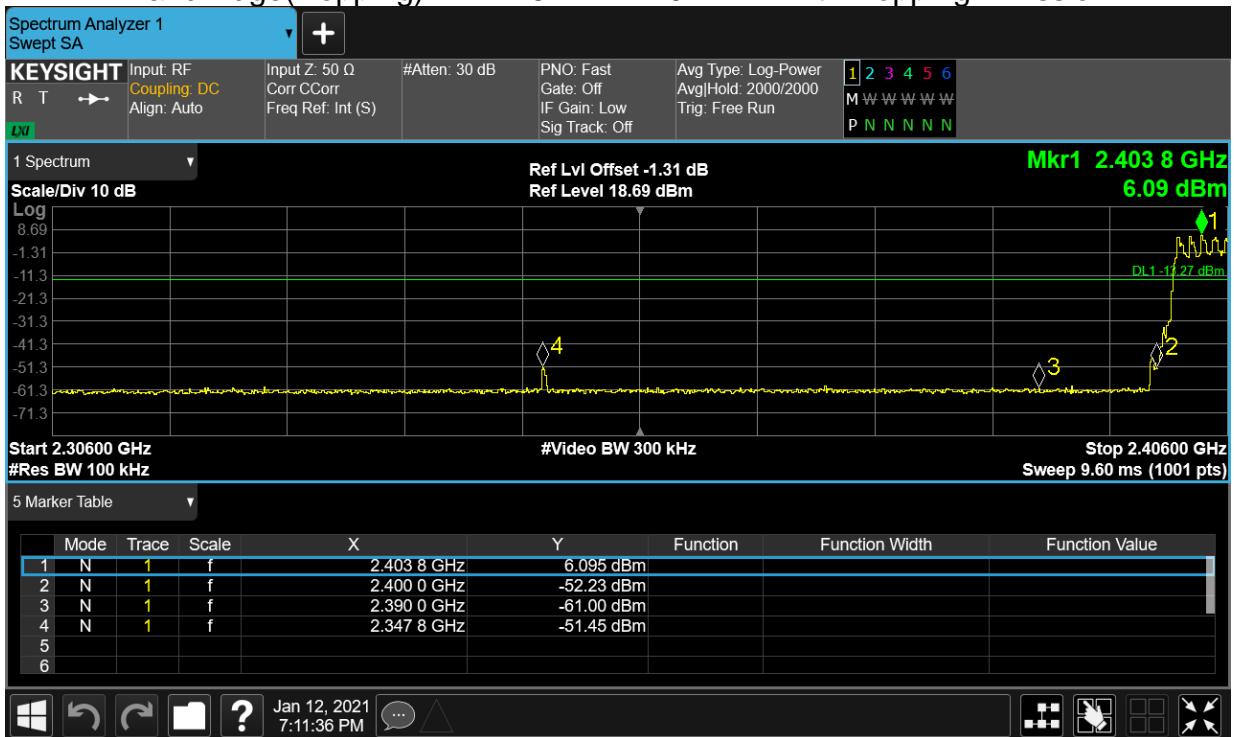 Spectrum Analyzer 1
Swept SA
+
KEYSIGHT Input: RF Input Z: 50 Ω #Atten: 30 dB PNO: Fast Avg Type: Log-Power 1 2 3 4 5 6
R T Coupling: DC Corr CCorr Gate: Off Avg|Hold: 2000/2000 M W W W W W
Align: Auto Freq Ref: Int (S) IF Gain: Low Trig: Free Run
LXI Sig Track: Off P N N N N N
1 Spectrum Ref Lvl Offset -1.31 dB Mkr1 2.403 8 GHz
Scale/Div 10 dB Ref Level 18.69 dBm 6.09 dBm
Log
1
8.69
-1.31
-11.3 DL1 -13.27 dBm
-21.3
-31.3
-41.3 4 2
-51.3 3
-61.3
-71.3
Start 2.30600 GHz #Video BW 300 kHz Stop 2.40600 GHz
#Res BW 100 kHz Sweep 9.60 ms (1001 pts)
5 Marker Table
Mode Trace Scale X Y Function Function Width Function Value
1 N 1 f 2.403 8 GHz 6.095 dBm
2 N 1 f 2.400 0 GHz -52.23 dBm
3 N 1 f 2.390 0 GHz -61.00 dBm
4 N 1 f 2.347 8 GHz -51.45 dBm
5
6
? Jan 12, 2021
7:11:36 PM